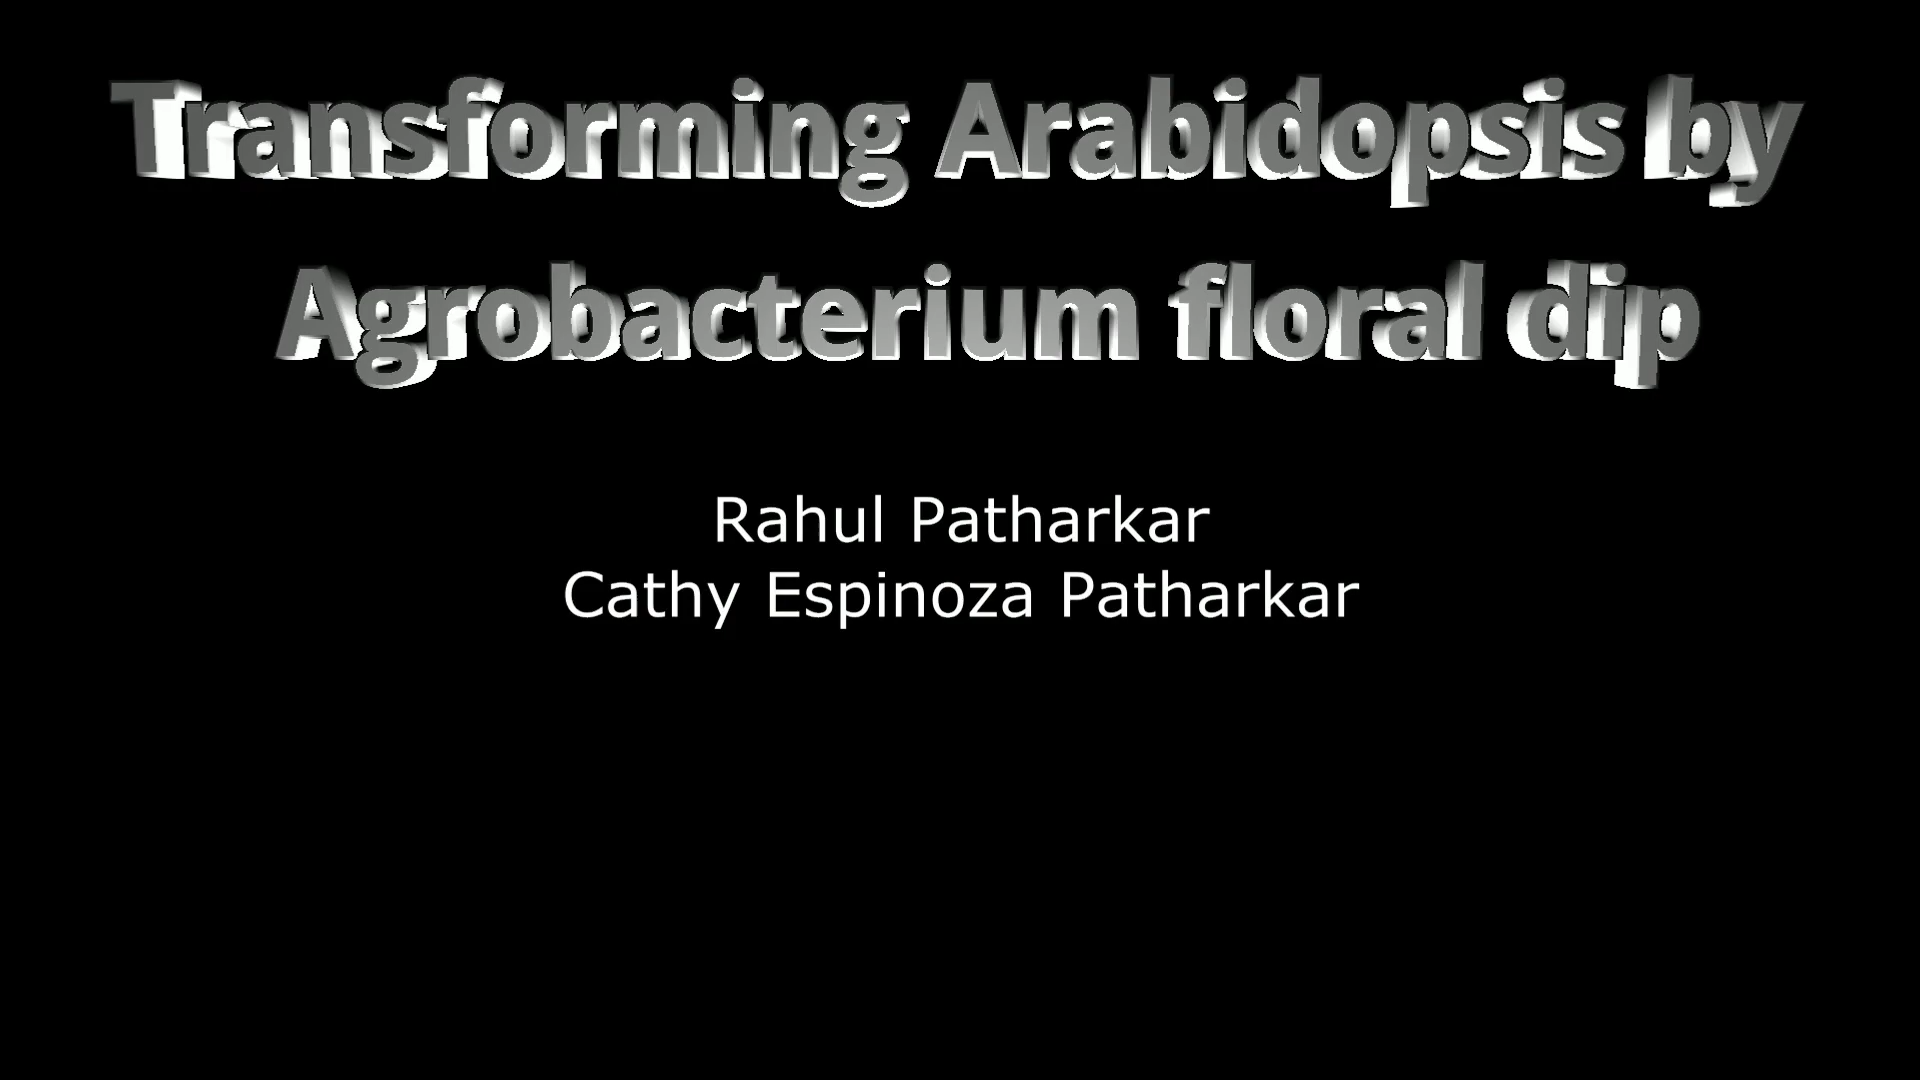 Transforming Arabidopsis by
Agrobacterium floral dip
Rahul Patharkar
Cathy Espinoza Patharkar